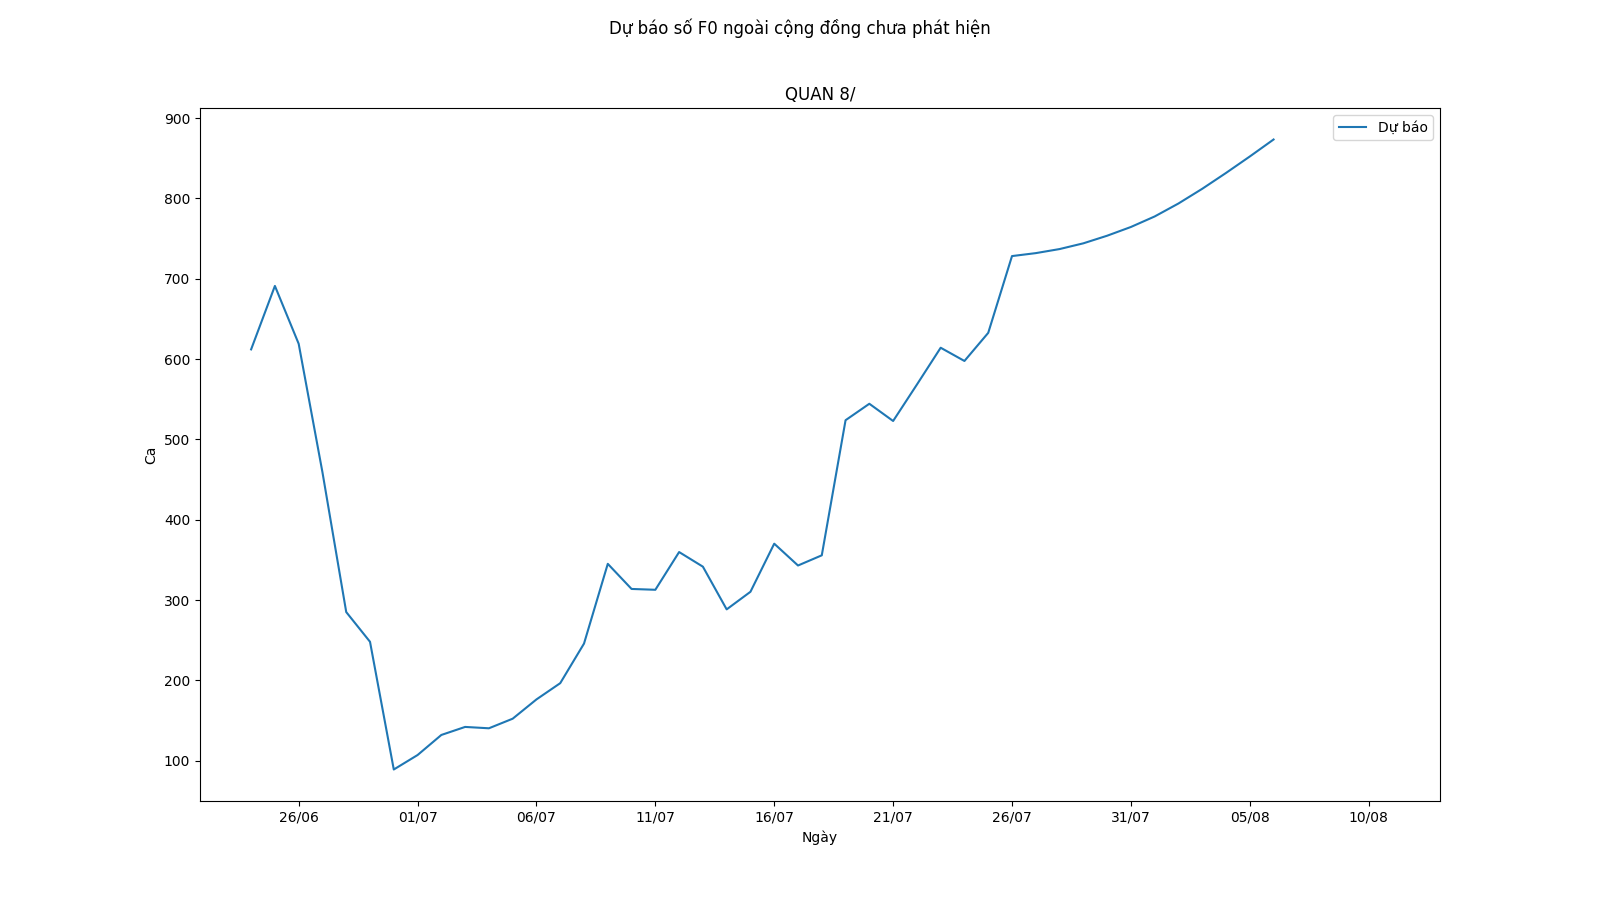 Dự báo số F0 ngoài cộng đồng chưa phát hiện
QUAN 8/
Dự báo
900
800
700
600
500
400
300
200
100
Ca
26/06 01/07 06/07 11/07 16/07 21/07 26/07 31/07 05/08 10/08
Ngày